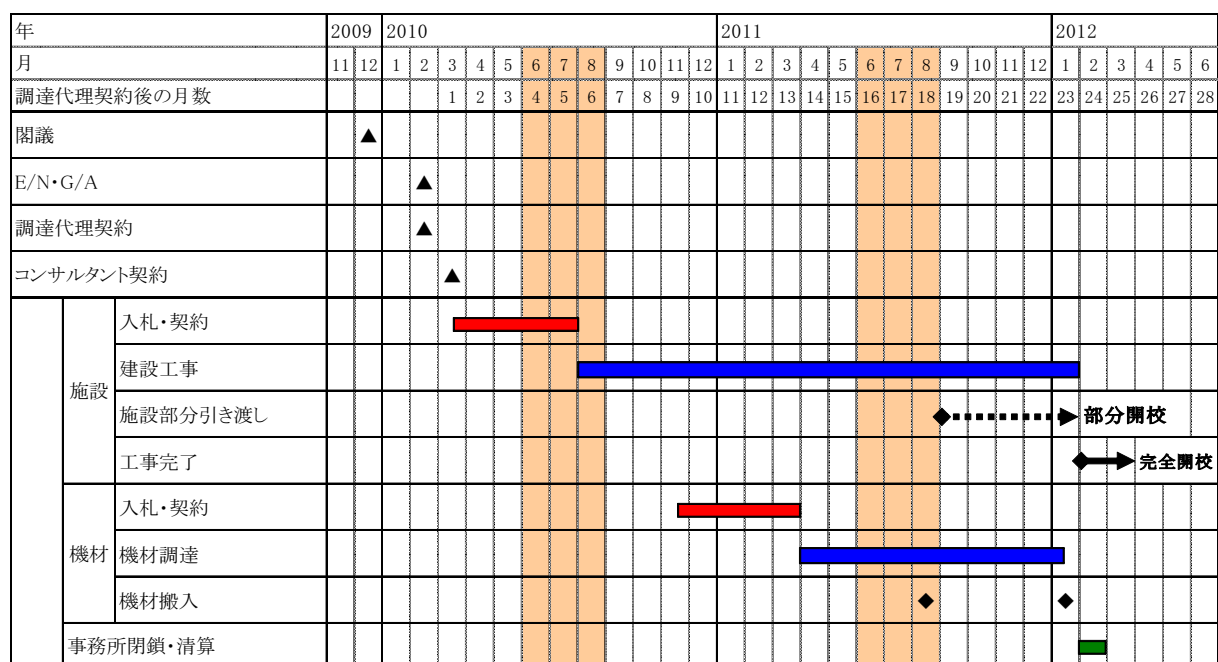 年 2009 2010 2011 2012
月 11 12 1 2 3 4 5 6 7 8 9 10 11 12 1 2 3 4 5 6 7 8 9 10 11 12 1 2 3 4 5 6
調達代理契約後の月数 1 2 3 4 5 6 7 8 9 10 11 12 13 14 15 16 17 18 19 20 21 22 23 24 25 26 27 28
閣議
E/N・G/A
調達代理契約
コンサルタント契約
施設
入札・契約
建設工事
施設部分引き渡し 部分開校
工事完了 完全開校
機材
入札・契約
機材調達
機材搬入
事務所閉鎖・清算